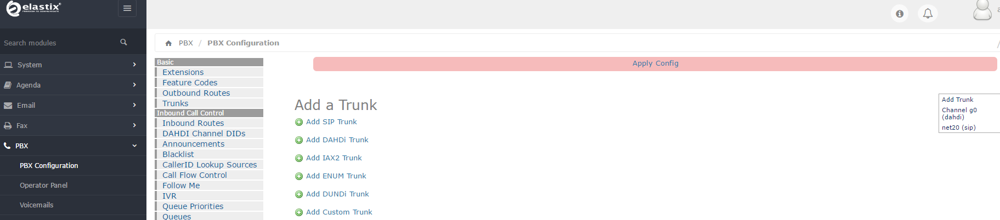 elastix®
FREEDOM TO COMMUNICATE
Search modules
System
Agenda
Email
Fax
PBX
PBX Configuration
Operator Panel
Voicemails
PBX / PBX Configuration
Basic
Extensions
Feature Codes
Outbound Routes
Trunks
Inbound Call Control
Inbound Routes
DAHDI Channel DIDs
Announcements
Blacklist
CallerID Lookup Sources
Call Flow Control
Follow Me
IVR
Queue Priorities
Queues
Apply Config
Add a Trunk
Add SIP Trunk
Add DAHDi Trunk
Add IAX2 Trunk
Add ENUM Trunk
Add DUNDi Trunk
Add Custom Trunk
Add Trunk
Channel g0
(dahdi)
net20 (sip)